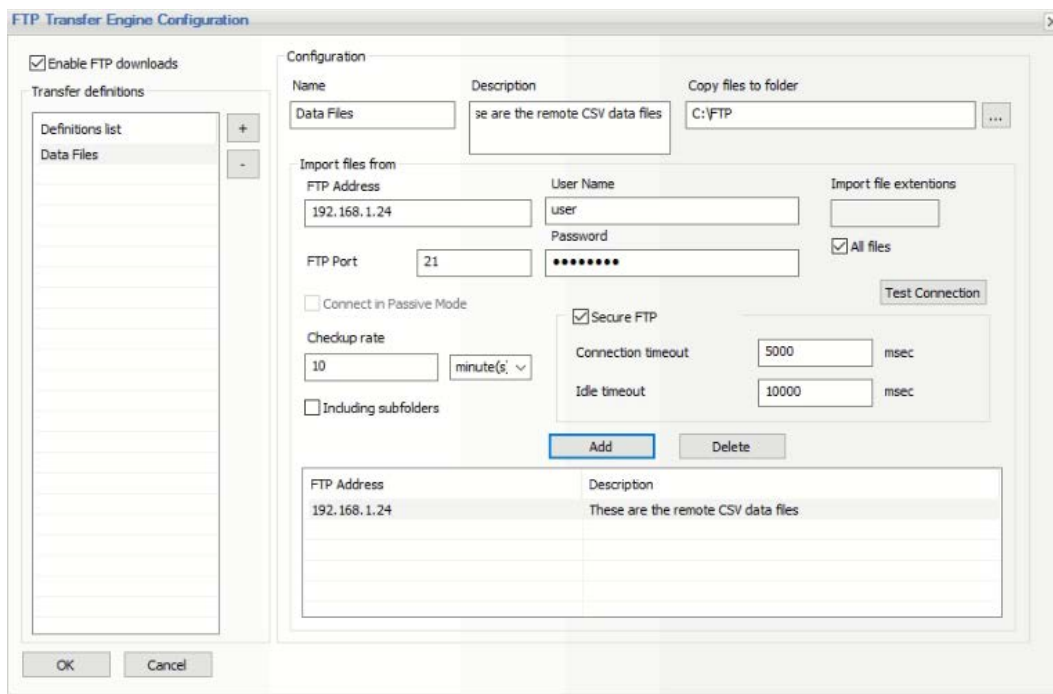 FTP Transfer Engine Configuration
Enable FTP downloads
Transfer definitions
Definitions list
Data Files
+
-
Configuration
Name
Description
Copy files to folder
Data Files
se are the remote CSV data files
C:\FTP
...
Import files from
FTP Address
User Name
Import file extentions
192.168.1.24
user
Password
All files
FTP Port
21
••••••••
Test Connection
Connect in Passive Mode
Secure FTP
Checkup rate
Connection timeout
5000
msec
10
minute(s)
Idle timeout
10000
msec
Including subfolders
Add
Delete
FTP Address
Description
192.168.1.24
These are the remote CSV data files
OK
Cancel